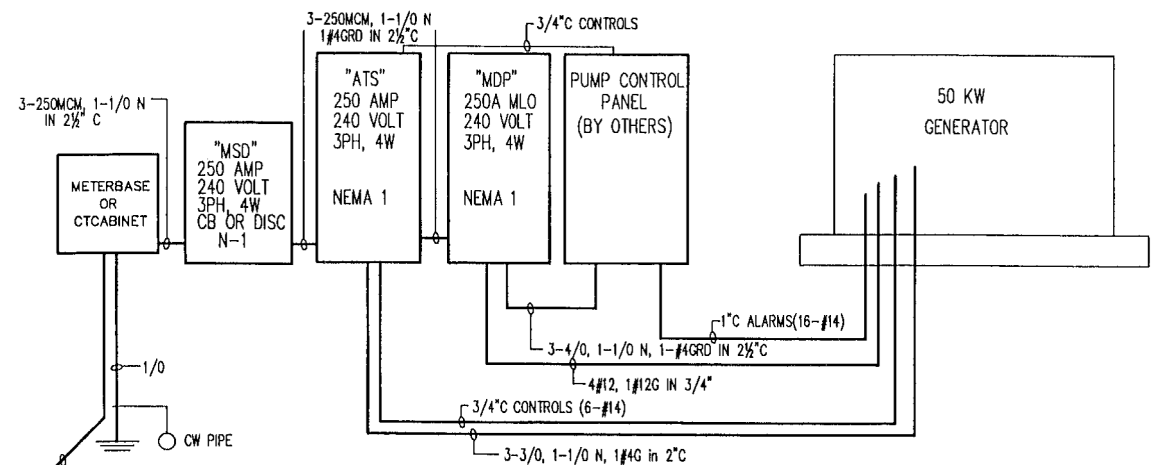 3-250MCM, 1-1/0 N
1#4GRD IN 2½"C
3/4"C CONTROLS
3-250MCM, 1-1/0 N
IN 2½" C
METERBASE
OR
CTCABINET
"MSD"
250 AMP
240 VOLT
3PH, 4W
CB OR DISC
N-1
"ATS"
250 AMP
240 VOLT
3PH, 4W
NEMA 1
"MDP"
250A MLO
240 VOLT
3PH, 4W
NEMA 1
PUMP CONTROL
PANEL
(BY OTHERS)
50 KW
GENERATOR
1"C ALARMS(16-#14)
3-4/0, 1-1/0 N, 1-#4GRD IN 2½"C
4#12, 1#12G IN 3/4"
3/4"C CONTROLS (6-#14)
3-3/0, 1-1/0 N, 1#4G in 2"C
1/0
CW PIPE